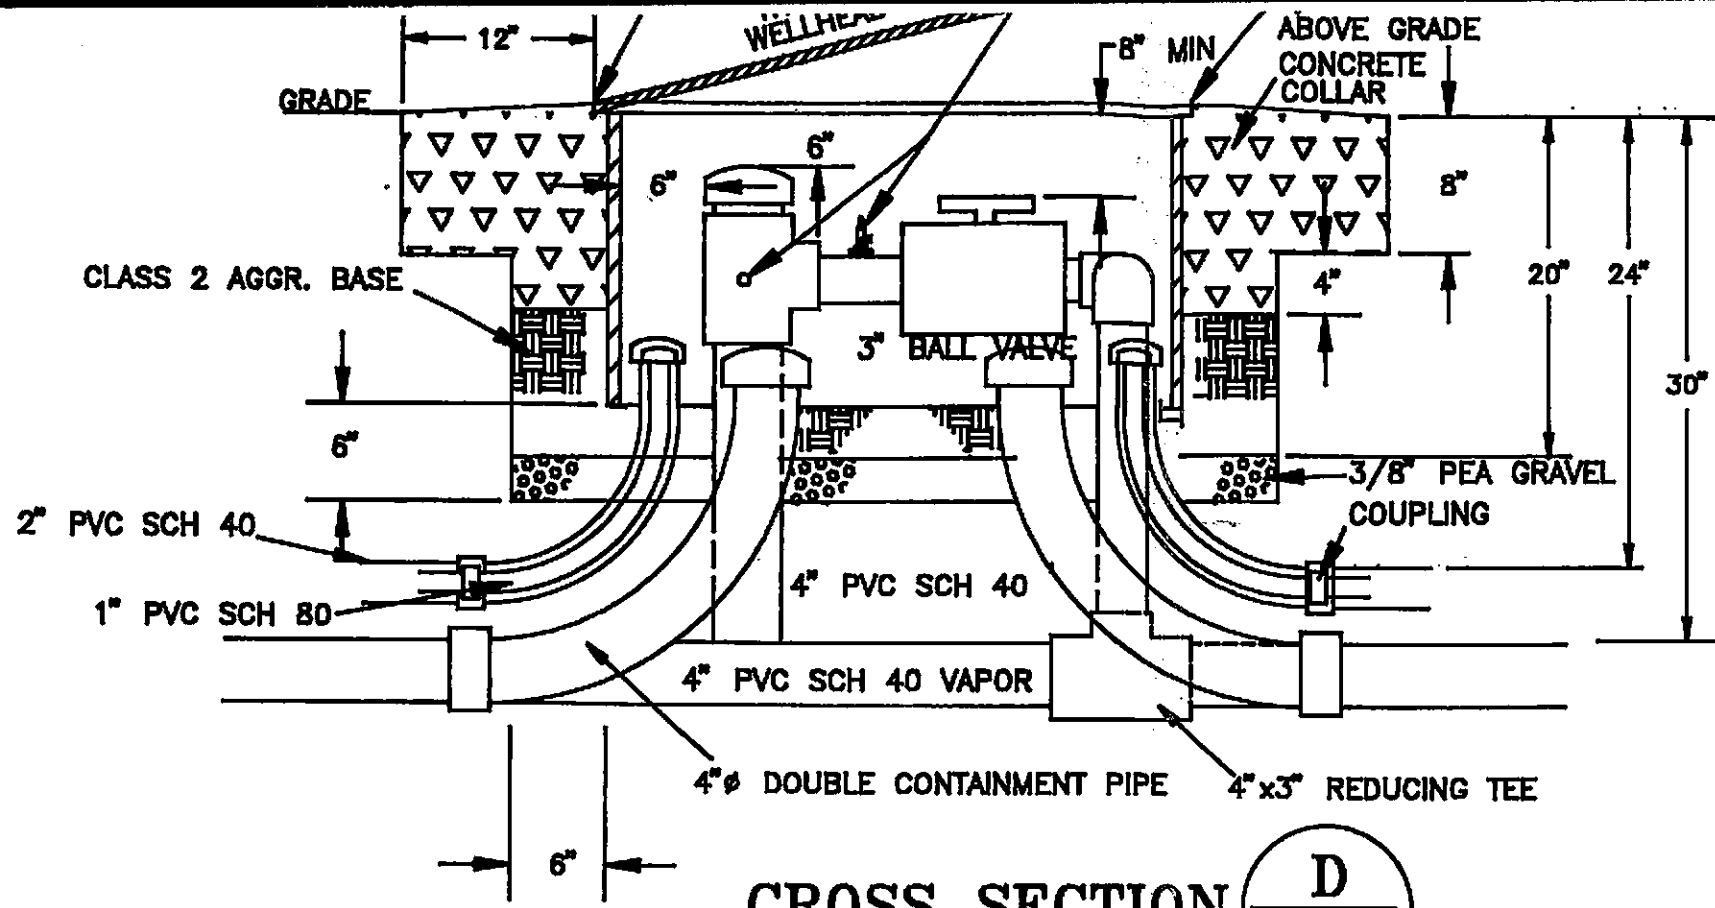 12"
WELLHEAD
8" MIN
ABOVE GRADE
CONCRETE
COLLAR
GRADE
6"
6"
8"
CLASS 2 AGGR. BASE
4"
20"
24"
3" BALL VALVE
30"
6"
3/8" PEA GRAVEL
COUPLING
2" PVC SCH 40
1" PVC SCH 80
4" PVC SCH 40
4" PVC SCH 40 VAPOR
4"ø DOUBLE CONTAINMENT PIPE
4"x3" REDUCING TEE
6"
CROSS SECTION
D